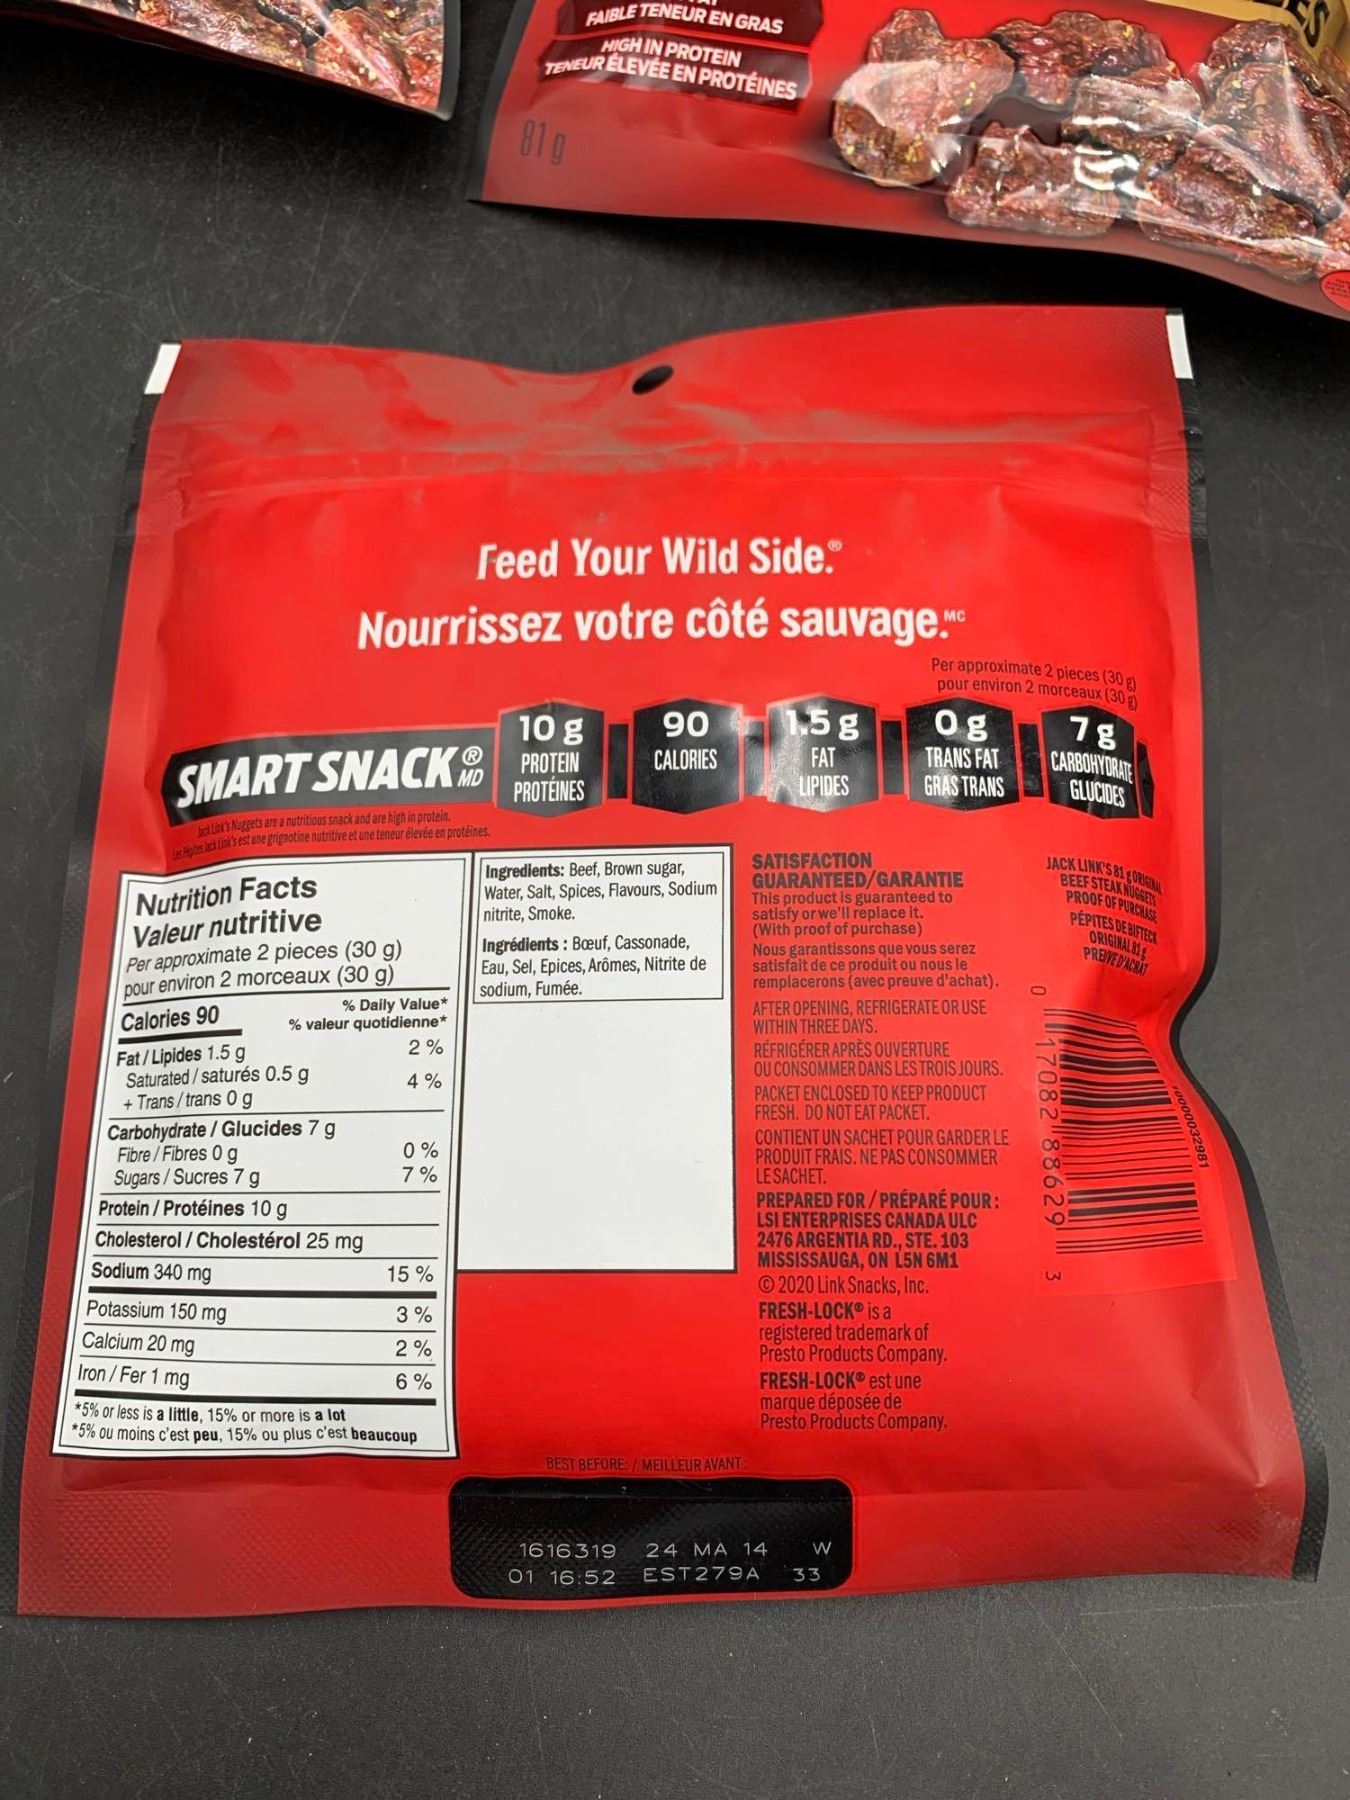 FAIBLE TENEUR EN GRAS
HIGH IN PROTEIN
TENEUR ÉLEVÉE EN PROTÉINES
81 g
Feed Your Wild Side.®
Nourrissez votre côté sauvage.MC
Per approximate 2 pieces (30 g)
pour environ 2 morceaux (30 g)
SMART SNACK ® MD
10 g
PROTEIN
PROTÉINES
90
CALORIES
1.5 g
FAT
LIPIDES
0 g
TRANS FAT
GRAS TRANS
7 g
CARBOHYDRATE
GLUCIDES
Jack Link's Nuggets are a nutritious snack and are high in protein.
Les Pépites Jack Link's est une grignotine nutritive et une teneur élevée en protéines.
Nutrition Facts
Valeur nutritive
Per approximate 2 pieces (30 g)
pour environ 2 morceaux (30 g)
Calories 90
% Daily Value*
% valeur quotidienne*
Fat / Lipides 1.5 g 2 %
Saturated / saturés 0.5 g 4 %
+ Trans / trans 0 g
Carbohydrate / Glucides 7 g
Fibre / Fibres 0 g 0 %
Sugars / Sucres 7 g 7 %
Protein / Protéines 10 g
Cholesterol / Cholestérol 25 mg
Sodium 340 mg 15 %
Potassium 150 mg 3 %
Calcium 20 mg 2 %
Iron / Fer 1 mg 6 %
*5% or less is a little, 15% or more is a lot
*5% ou moins c'est peu, 15% ou plus c'est beaucoup
Ingredients: Beef, Brown sugar,
Water, Salt, Spices, Flavours, Sodium
nitrite, Smoke.
Ingrédients : Bœuf, Cassonade,
Eau, Sel, Epices, Arômes, Nitrite de
sodium, Fumée.
SATISFACTION
GUARANTEED/GARANTIE
This product is guaranteed to
satisfy or we'll replace it.
(With proof of purchase)
Nous garantissons que vous serez
satisfait de ce produit ou nous le
remplacerons (avec preuve d'achat).
AFTER OPENING, REFRIGERATE OR USE
WITHIN THREE DAYS.
RÉFRIGÉRER APRÈS OUVERTURE
OU CONSOMMER DANS LES TROIS JOURS.
PACKET ENCLOSED TO KEEP PRODUCT
FRESH. DO NOT EAT PACKET.
CONTIENT UN SACHET POUR GARDER LE
PRODUIT FRAIS. NE PAS CONSOMMER
LE SACHET.
PREPARED FOR / PRÉPARÉ POUR :
LSI ENTERPRISES CANADA ULC
2476 ARGENTIA RD., STE. 103
MISSISSAUGA, ON L5N 6M1
© 2020 Link Snacks, Inc.
FRESH-LOCK® is a
registered trademark of
Presto Products Company.
FRESH-LOCK® est une
marque déposée de
Presto Products Company.
JACK LINK'S 81 g ORIGINAL
BEEF STEAK NUGGETS
PROOF OF PURCHASE
PÉPITES DE BIFTECK
ORIGINAL 81 g
PREUVE D'ACHAT
0 17082 88629 3
1000032981
BEST BEFORE: / MEILLEUR AVANT :
1616319 24 MA 14 W
01 16:52 EST279A 33